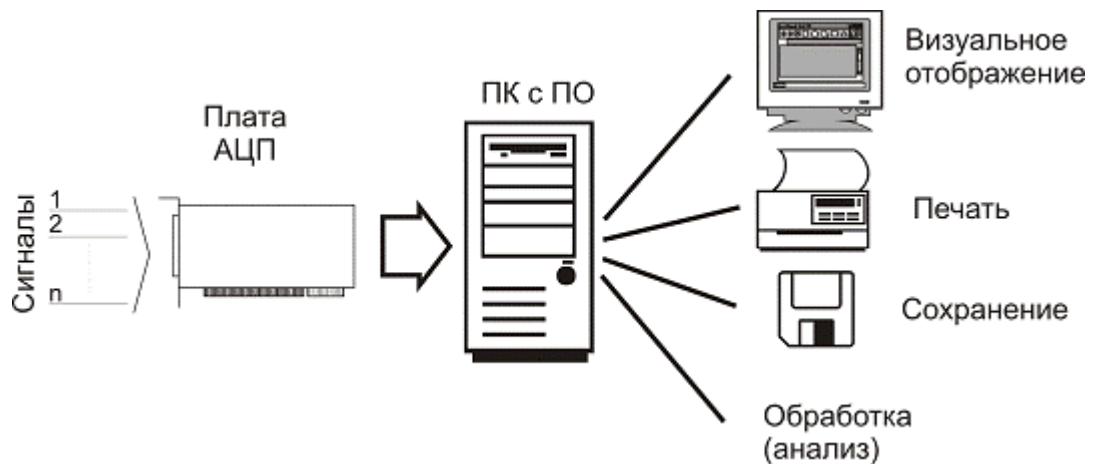 Сигналы
1
2
n
Плата
АЦП
ПК с ПО
Визуальное
отображение
Печать
Сохранение
Обработка
(анализ)